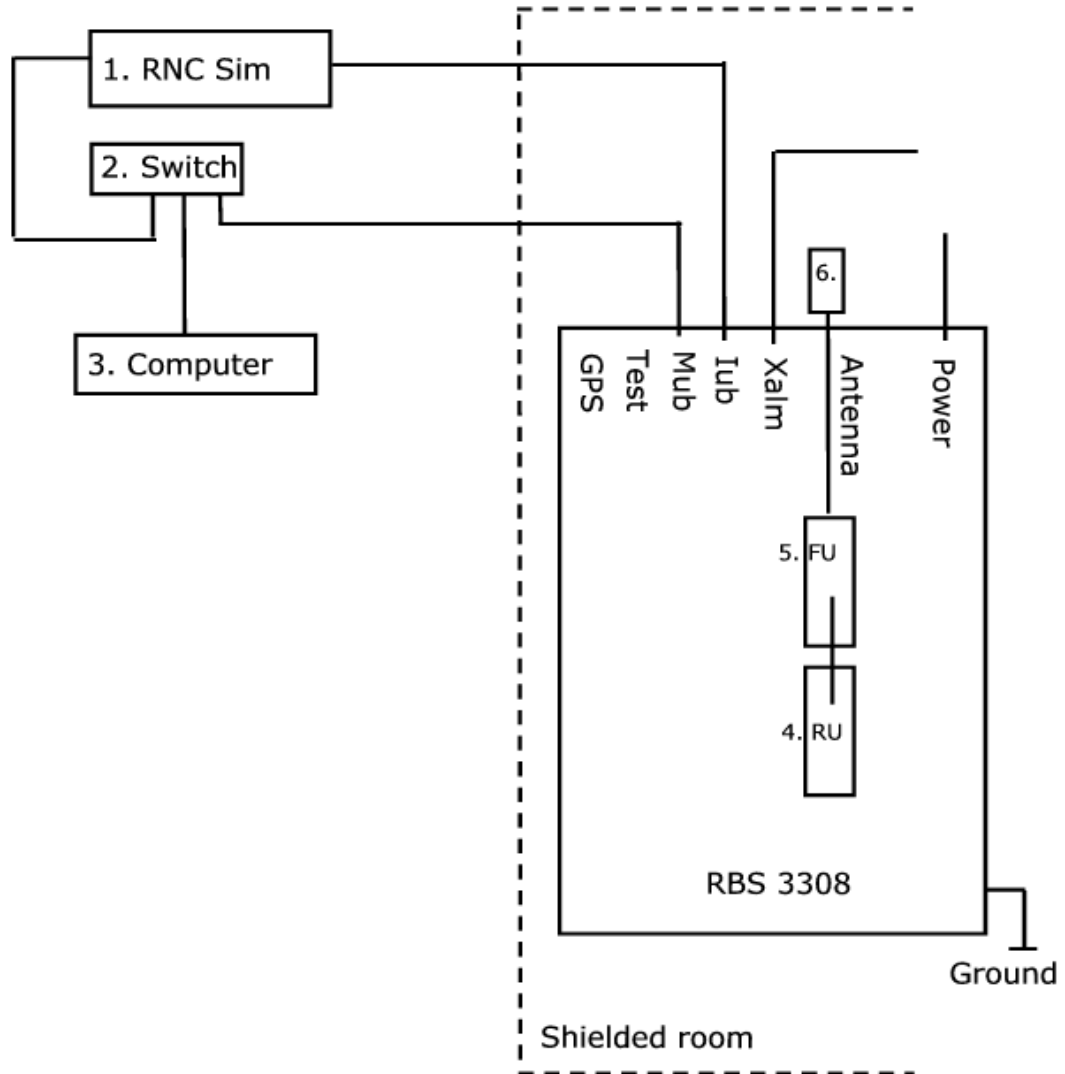 1. RNC Sim
2. Switch
3. Computer
6.
GPS
Test
Mub
Iub
Xalm
Antenna
Power
5. FU
4. RU
RBS 3308
Ground
Shielded room